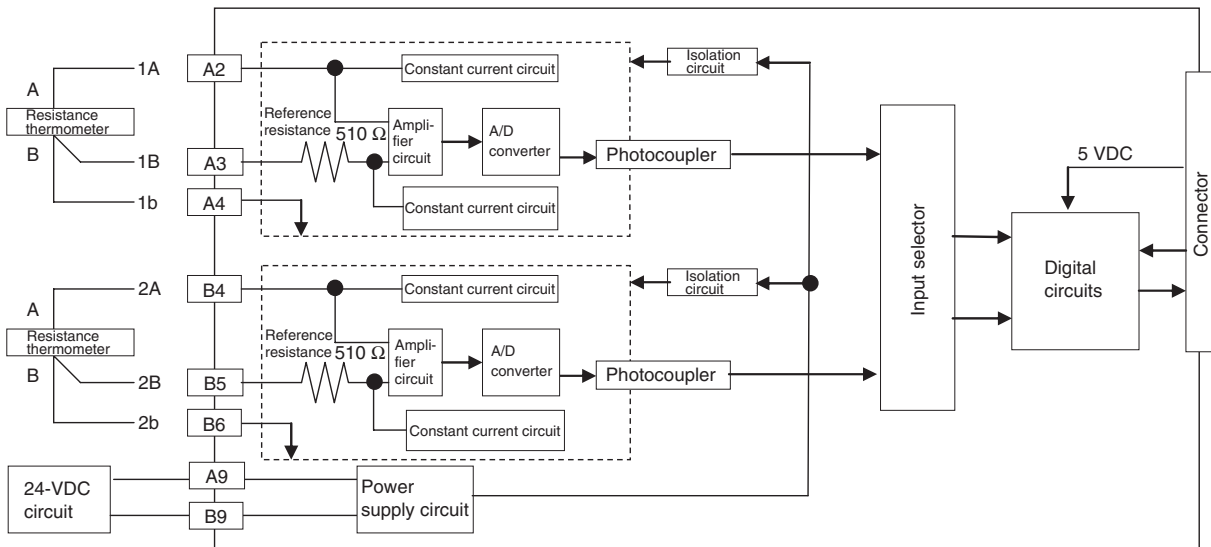 1A
A2
Constant current circuit
Isolation
circuit
A
Resistance
thermometer
B
Reference
resistance 510 Ω
Ampli-
fier
circuit
A/D
converter
Photocoupler
1B
A3
1b
A4
Constant current circuit
5 VDC
Connector
Input selector
Digital
circuits
2A
B4
Constant current circuit
Isolation
circuit
A
Resistance
thermometer
B
Reference
resistance 510 Ω
Ampli-
fier
circuit
A/D
converter
Photocoupler
2B
B5
2b
B6
Constant current circuit
24-VDC
circuit
A9
B9
Power
supply circuit